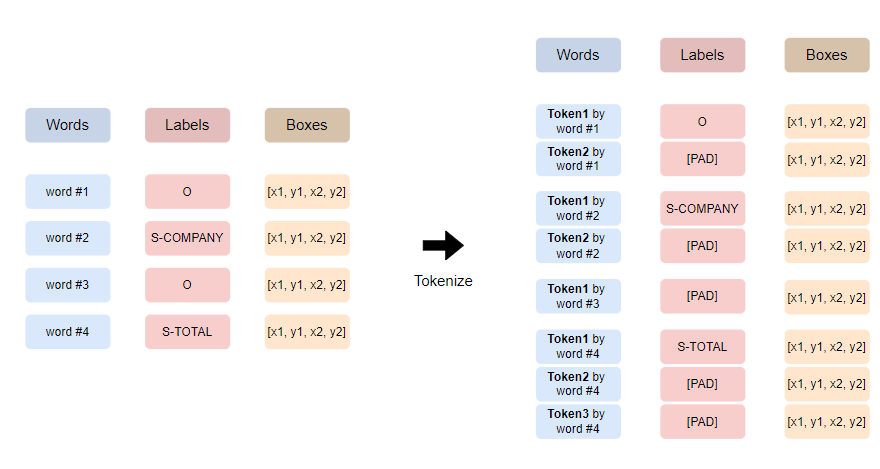 Words Labels Boxes
word #1 O [x1, y1, x2, y2]
word #2 S-COMPANY [x1, y1, x2, y2]
word #3 O [x1, y1, x2, y2]
word #4 S-TOTAL [x1, y1, x2, y2]
Tokenize
Words Labels Boxes
Token1 by
word #1
O
[x1, y1, x2, y2]
Token2 by
word #1
[PAD]
[x1, y1, x2, y2]
Token1 by
word #2
S-COMPANY
[x1, y1, x2, y2]
Token2 by
word #2
[PAD]
[x1, y1, x2, y2]
Token1 by
word #3
[PAD]
[x1, y1, x2, y2]
Token1 by
word #4
S-TOTAL
[x1, y1, x2, y2]
Token2 by
word #4
[PAD]
[x1, y1, x2, y2]
Token3 by
word #4
[PAD]
[x1, y1, x2, y2]